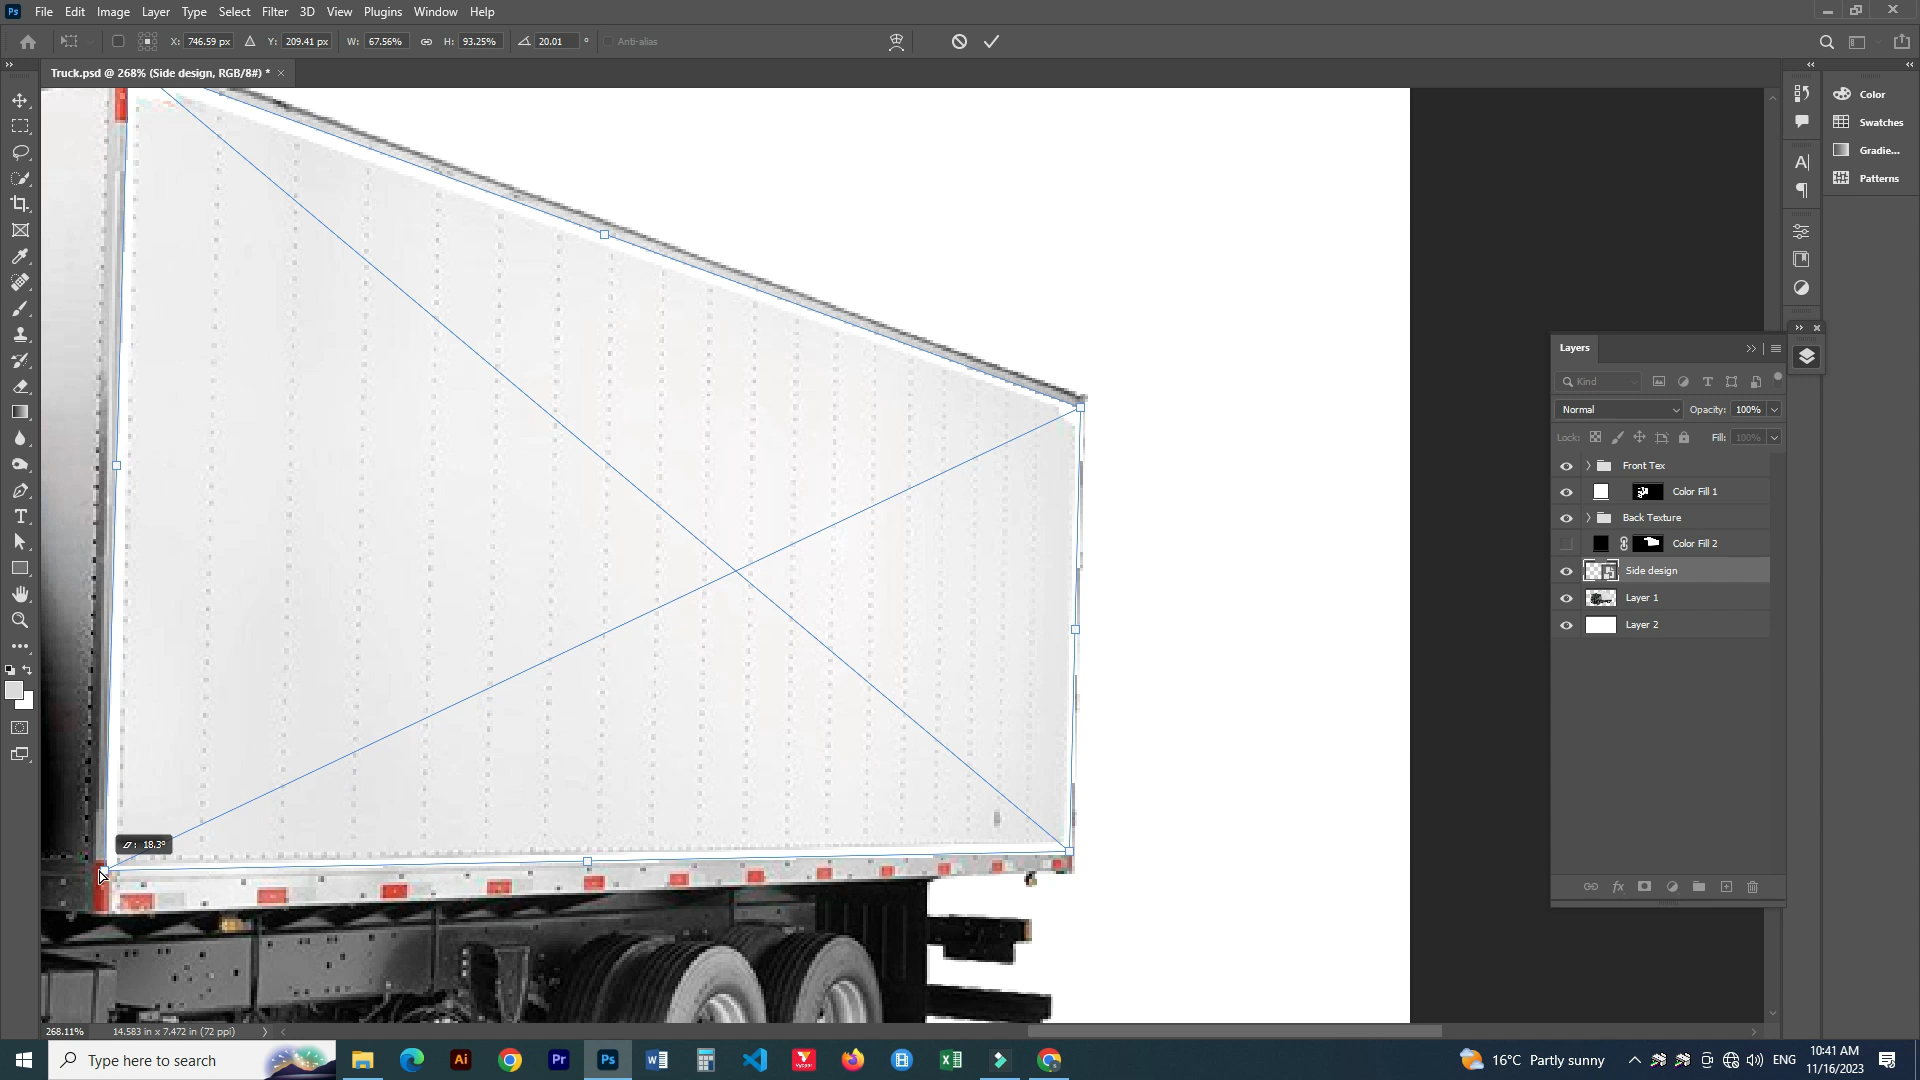 Ps File Edit Image Layer Type Select Filter 3D View Plugins Window Help
X: 746.59 px Y: 209.41 px W: 67.56% H: 93.25% 20.01 ° Anti-alias
Truck.psd @ 268% (Side design, RGB/8#) * ×
Color
Swatches
Gradie...
Patterns
Layers
Kind
Normal Opacity: 100%
Lock: Fill: 100%
Front Tex
Color Fill 1
Back Texture
Color Fill 2
Side design
Layer 1
Layer 2
18.3°
268.11% 14.583 in x 7.472 in (72 ppi)
Type here to search
16°C Partly sunny
ENG
10:41 AM
11/16/2023